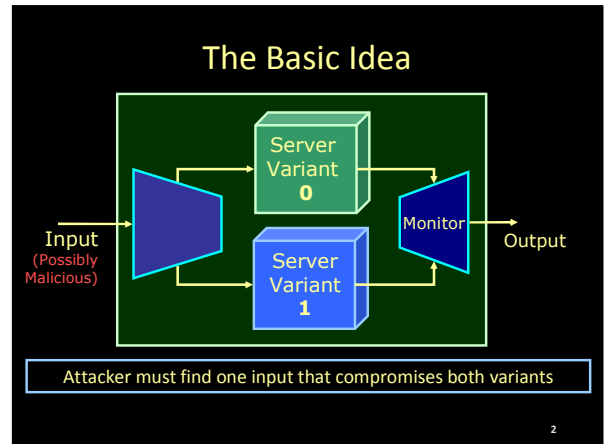 The Basic Idea
Server
Variant
0
Input
(Possibly
Malicious)
Monitor
Output
Server
Variant
1
Attacker must find one input that compromises both variants
2